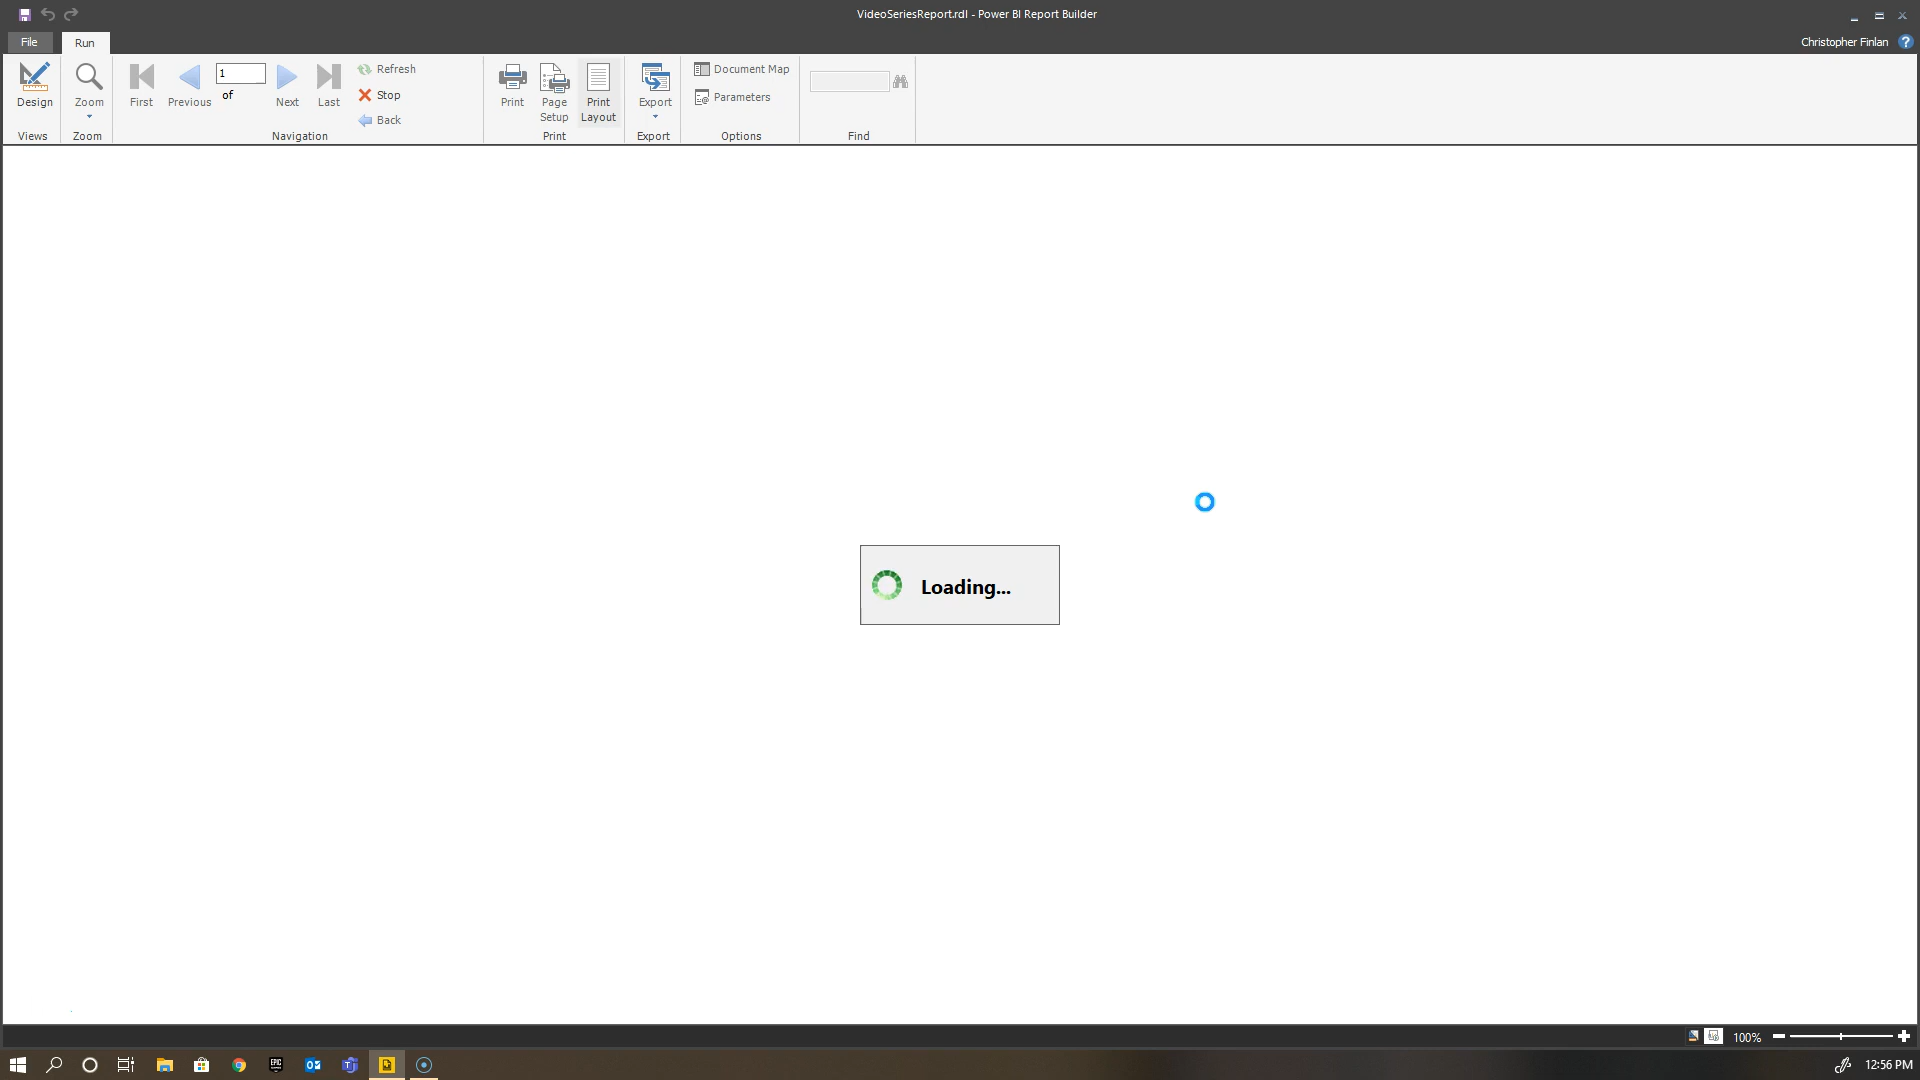 VideoSeriesReport.rdl - Power BI Report Builder
File
Run
Christopher Finlan
?
Design
Zoom
First
Previous
1
of
Next
Last
Refresh
Stop
Back
Print
Page
Setup
Print
Layout
Export
Document Map
Parameters
Views
Zoom
Navigation
Print
Export
Options
Find
Loading...
100%
EPIC
12:56 PM